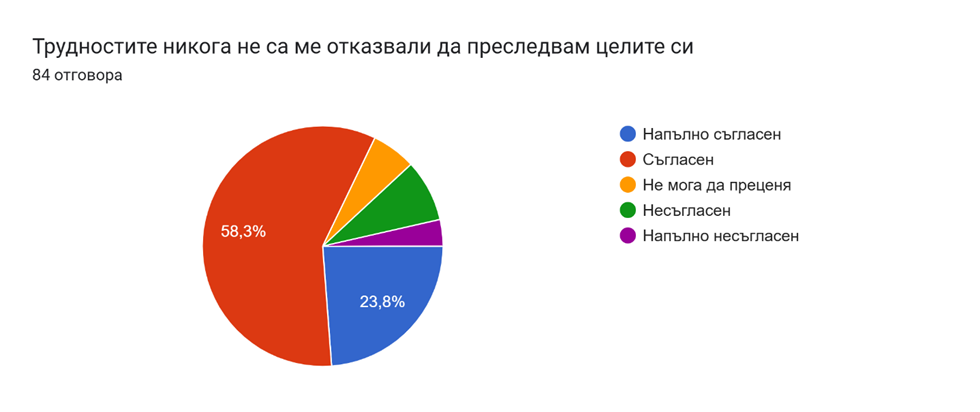 Трудностите никога не са ме отказвали да преследвам целите си
84 отговора
58,3%
23,8%
Напълно съгласен
Съгласен
Не мога да преценя
Несъгласен
Напълно несъгласен